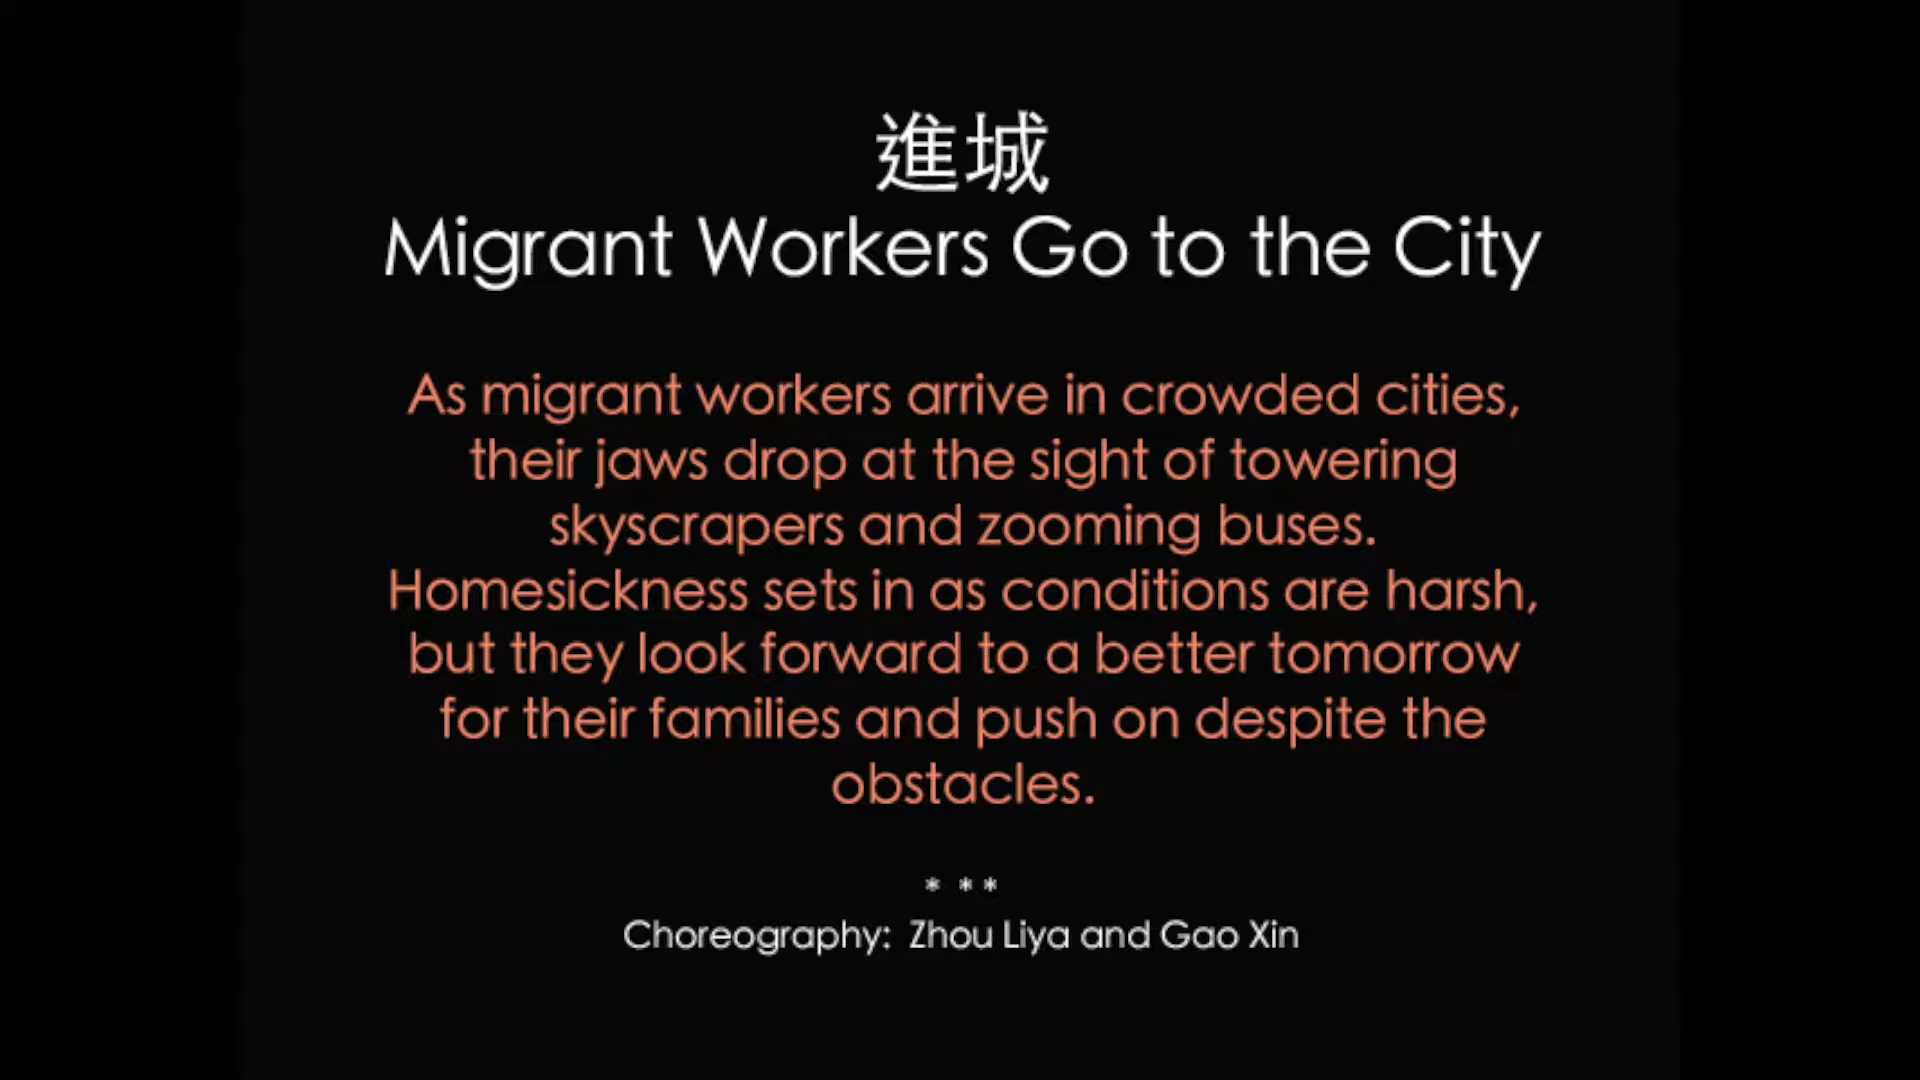 進城
Migrant Workers Go to the City
As migrant workers arrive in crowded cities,
their jaws drop at the sight of towering
skyscrapers and zooming buses.
Homesickness sets in as conditions are harsh,
but they look forward to a better tomorrow
for their families and push on despite the
obstacles.
* * *
Choreography: Zhou Liya and Gao Xin